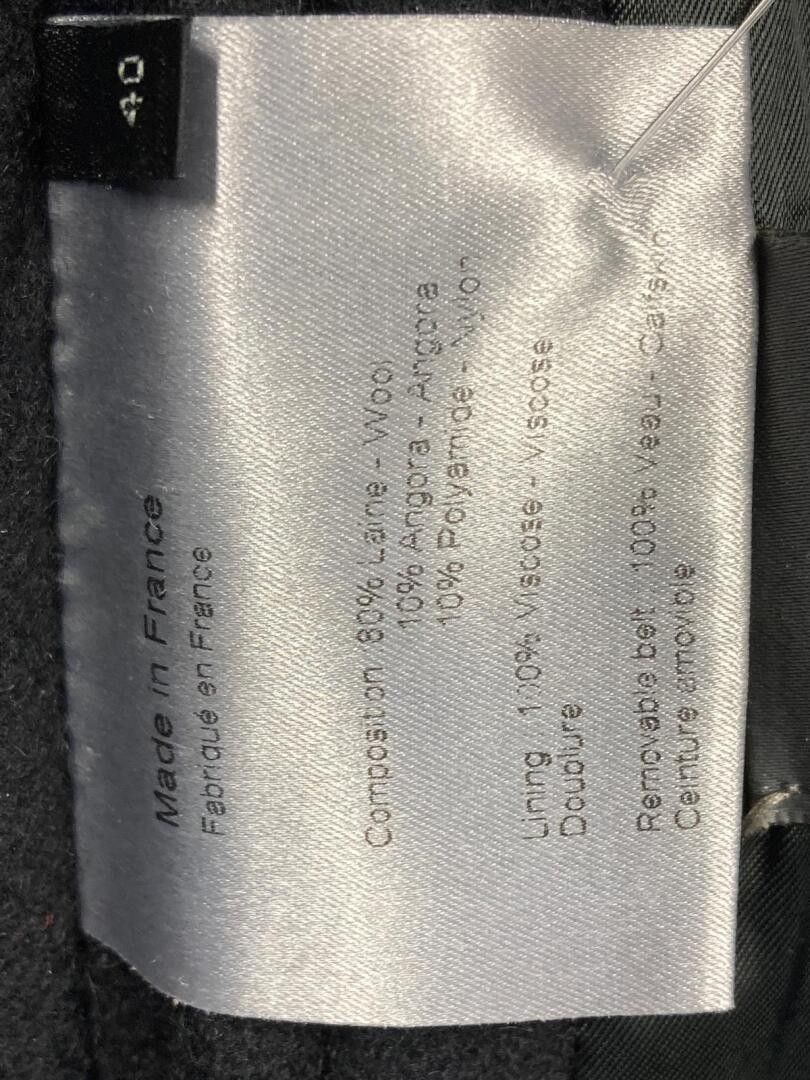 40
Made in France
Fabriqué en France
Composition 80% Laine - Wool
10% Angora - Angora
10% Polyamide - Nylon
Lining : 100% Viscose - Viscose
Doublure
Removable belt : 100% Veau - Calfskin
Ceinture amovible